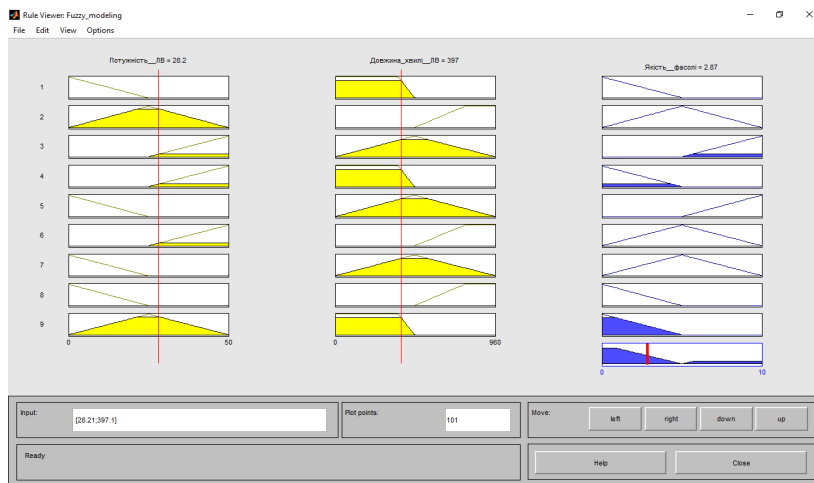 Rule Viewer: Fuzzy_modeling
File Edit View Options
Потужність__ЛВ = 28.2
Довжина_хвилі__ЛВ = 397
Якість__фасолі = 2.87
1
2
3
4
5
6
7
8
9
0 50
0 960
0 10
Input:
[28.21;397.1]
Plot points:
101
Move:
left right down up
Ready
Help Close